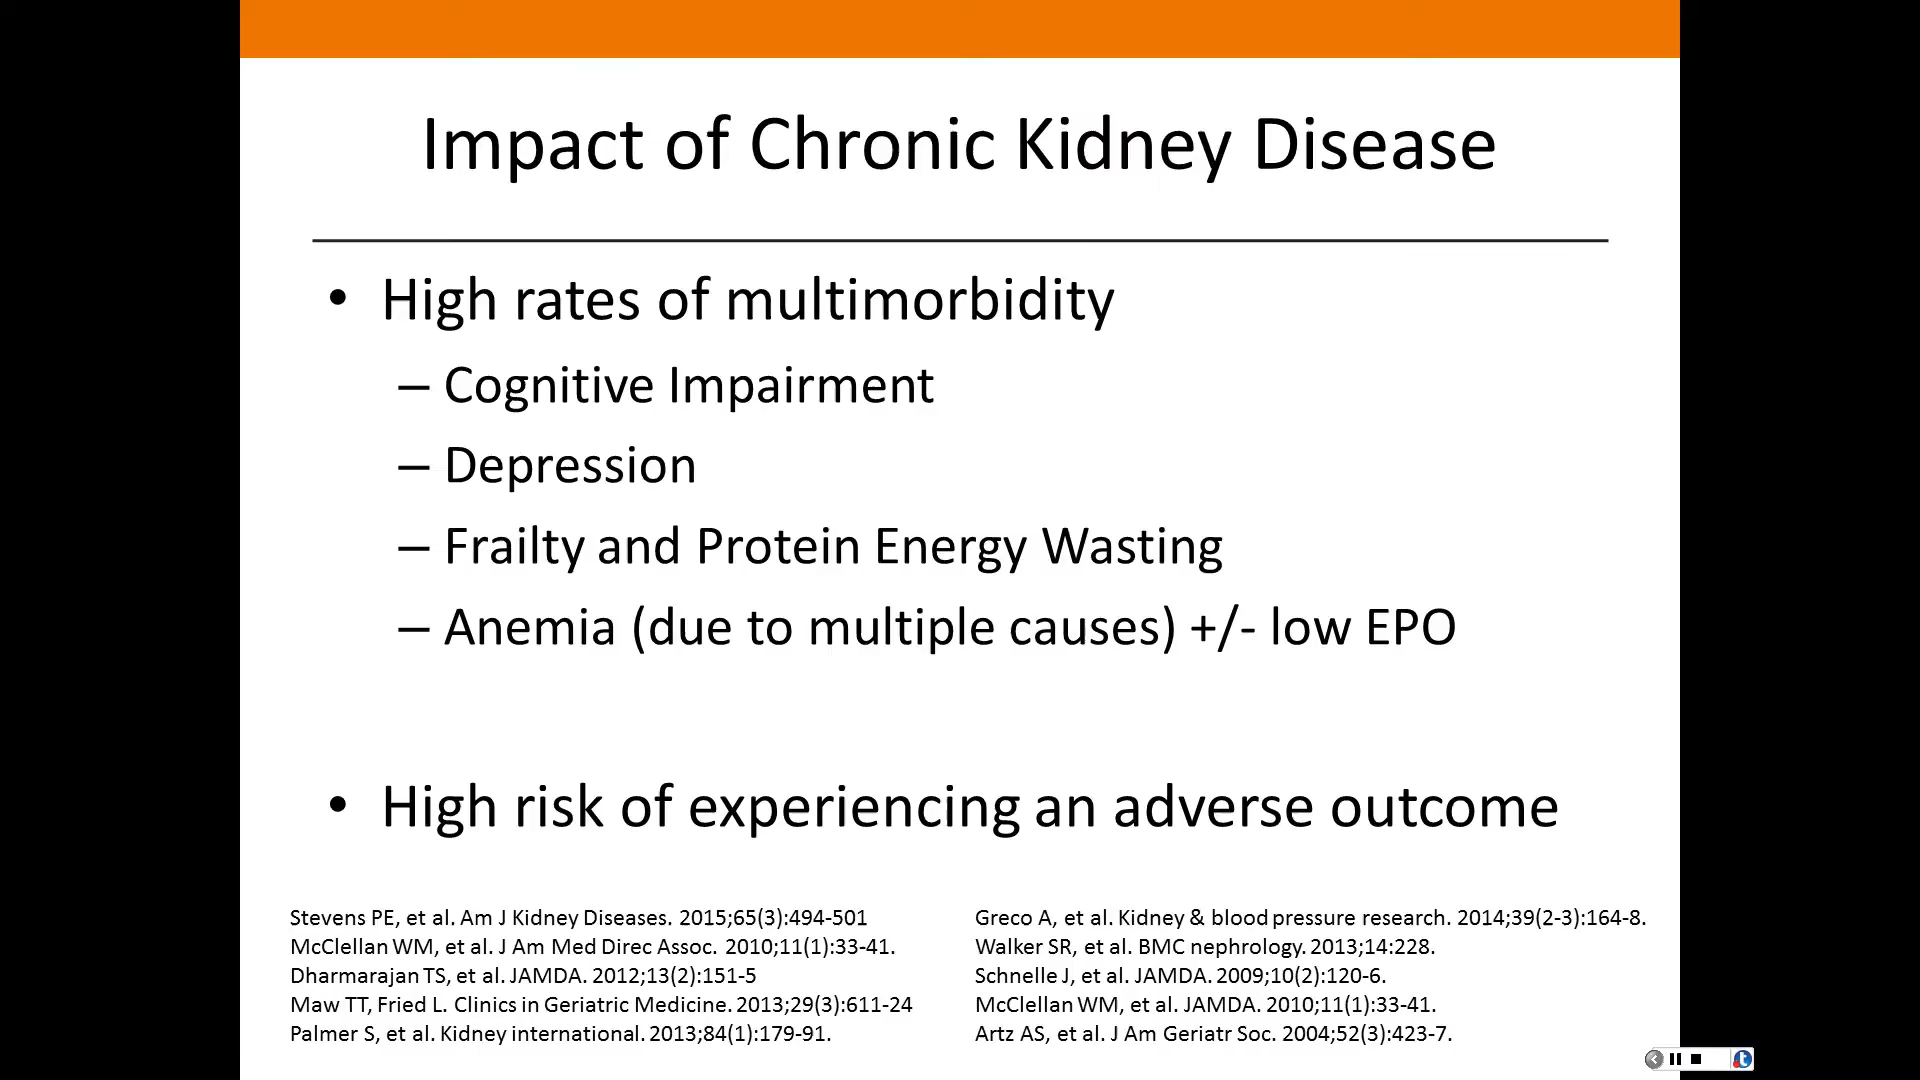 Impact of Chronic Kidney Disease
• High rates of multimorbidity
– Cognitive Impairment
– Depression
– Frailty and Protein Energy Wasting
– Anemia (due to multiple causes) +/- low EPO
• High risk of experiencing an adverse outcome
Stevens PE, et al. Am J Kidney Diseases. 2015;65(3):494-501
McClellan WM, et al. J Am Med Direc Assoc. 2010;11(1):33-41.
Dharmarajan TS, et al. JAMDA. 2012;13(2):151-5
Maw TT, Fried L. Clinics in Geriatric Medicine. 2013;29(3):611-24
Palmer S, et al. Kidney international. 2013;84(1):179-91.
Greco A, et al. Kidney & blood pressure research. 2014;39(2-3):164-8.
Walker SR, et al. BMC nephrology. 2013;14:228.
Schnelle J, et al. JAMDA. 2009;10(2):120-6.
McClellan WM, et al. JAMDA. 2010;11(1):33-41.
Artz AS, et al. J Am Geriatr Soc. 2004;52(3):423-7.